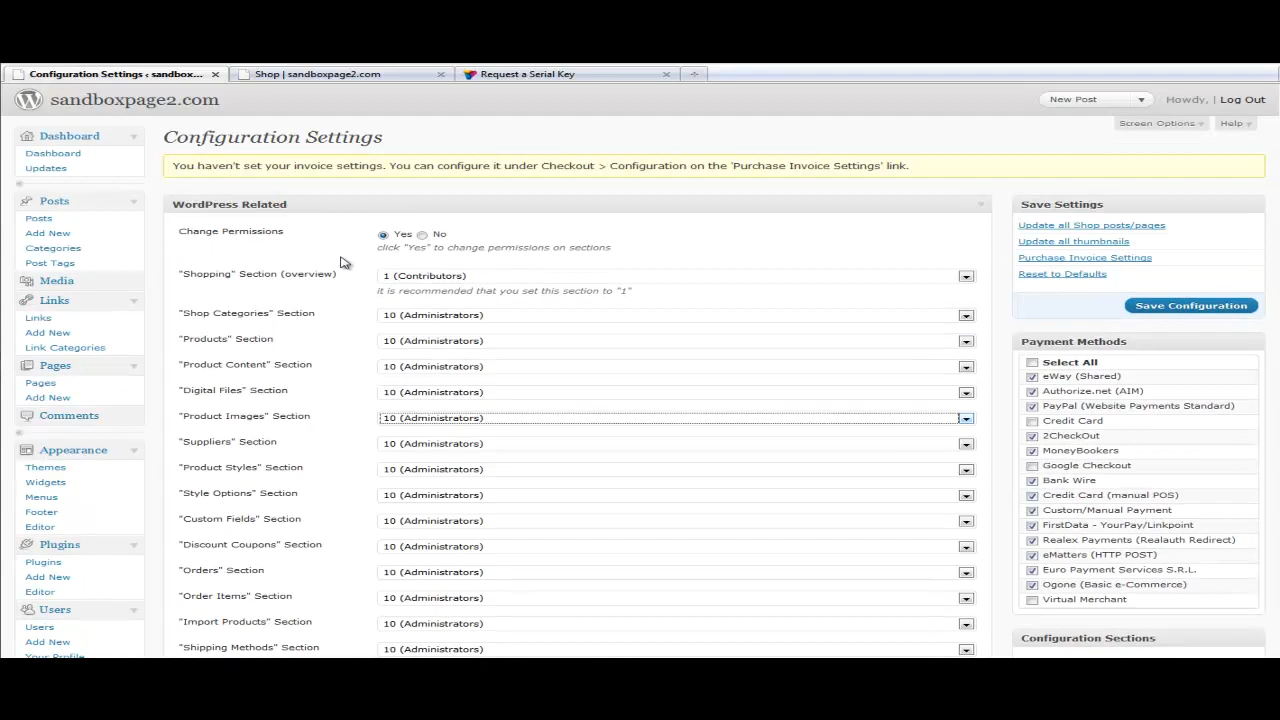 Configuration Settings ‹ sandbox...
Shop | sandboxpage2.com
Request a Serial Key
sandboxpage2.com
New Post
Howdy, | Log Out
Screen Options
Help
Dashboard
Dashboard
Updates
Posts
Posts
Add New
Categories
Post Tags
Media
Links
Links
Add New
Link Categories
Pages
Pages
Add New
Comments
Appearance
Themes
Widgets
Menus
Footer
Editor
Plugins
Plugins
Add New
Editor
Users
Users
Add New
Your Profile
Configuration Settings
You haven't set your invoice settings. You can configure it under Checkout > Configuration on the 'Purchase Invoice Settings' link.
WordPress Related
Change Permissions
Yes No
click "Yes" to change permissions on sections
"Shopping" Section (overview) 1 (Contributors)
it is recommended that you set this section to "1"
"Shop Categories" Section 10 (Administrators)
"Products" Section 10 (Administrators)
"Product Content" Section 10 (Administrators)
"Digital Files" Section 10 (Administrators)
"Product Images" Section 10 (Administrators)
"Suppliers" Section 10 (Administrators)
"Product Styles" Section 10 (Administrators)
"Style Options" Section 10 (Administrators)
"Custom Fields" Section 10 (Administrators)
"Discount Coupons" Section 10 (Administrators)
"Orders" Section 10 (Administrators)
"Order Items" Section 10 (Administrators)
"Import Products" Section 10 (Administrators)
"Shipping Methods" Section 10 (Administrators)
Save Settings
Update all Shop posts/pages
Update all thumbnails
Purchase Invoice Settings
Reset to Defaults
Save Configuration
Payment Methods
Select All
eWay (Shared)
Authorize.net (AIM)
PayPal (Website Payments Standard)
Credit Card
2CheckOut
MoneyBookers
Google Checkout
Bank Wire
Credit Card (manual POS)
Custom/Manual Payment
FirstData - YourPay/Linkpoint
Realex Payments (Realauth Redirect)
eMatters (HTTP POST)
Euro Payment Services S.R.L.
Ogone (Basic e-Commerce)
Virtual Merchant
Configuration Sections